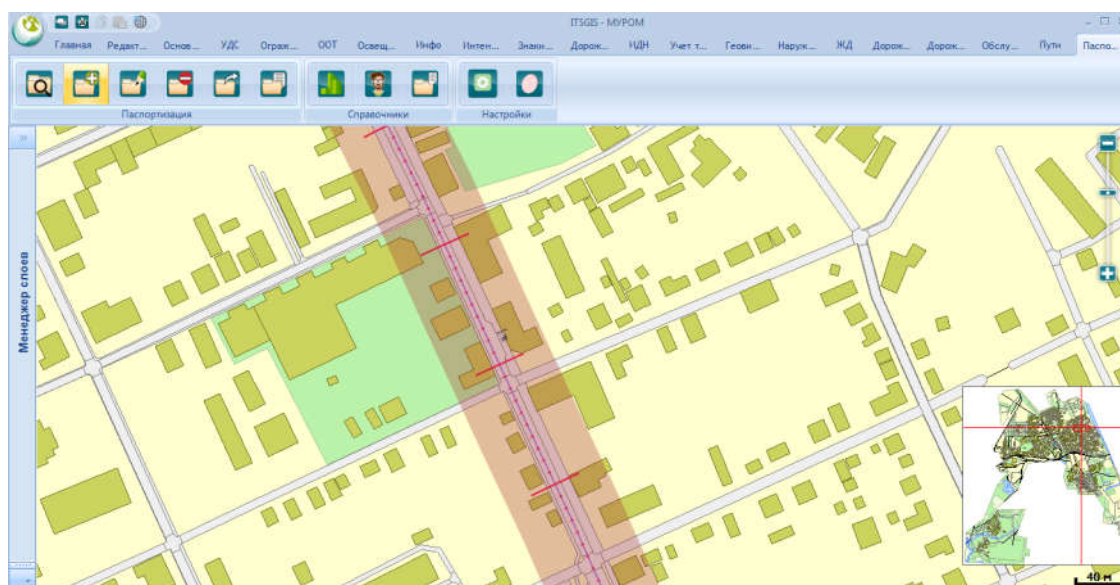 ITSGIS - МУРОМ
Главная Редакт... Основ... УДС Ограж... ООТ Освещ... Инфо Интен... Знаки... Дорож... НДН Учет т... Геови... Наруж... ЖД Дорож... Дорож... Обслу... Пути Паспо...
Паспортизация Справочники Настройки
Менеджер слоев
40 м